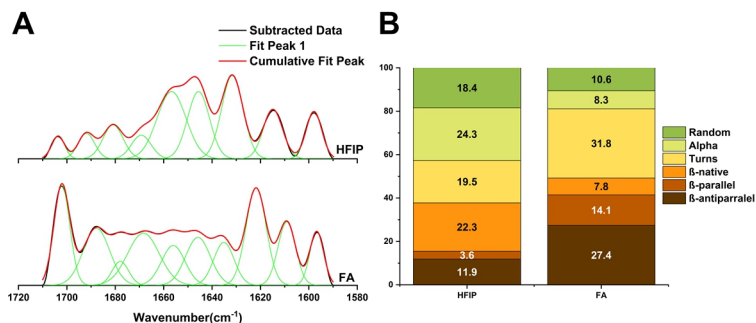 A
Subtracted Data
Fit Peak 1
Cumulative Fit Peak
HFIP
FA
1720 1700 1680 1660 1640 1620 1600 1580
Wavenumber(cm-1)
B
100
80
60
40
20
0
18.4
24.3
19.5
22.3
3.6
11.9
10.6
8.3
31.8
7.8
14.1
27.4
HFIP FA
Random
Alpha
Turns
ß-native
ß-parallel
ß-antiparralel